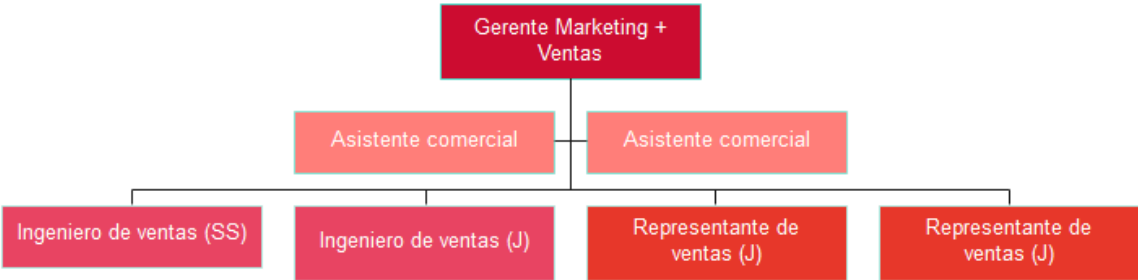 Gerente Marketing +
Ventas
Asistente comercial
Asistente comercial
Ingeniero de ventas (SS)
Ingeniero de ventas (J)
Representante de
ventas (J)
Representante de
ventas (J)